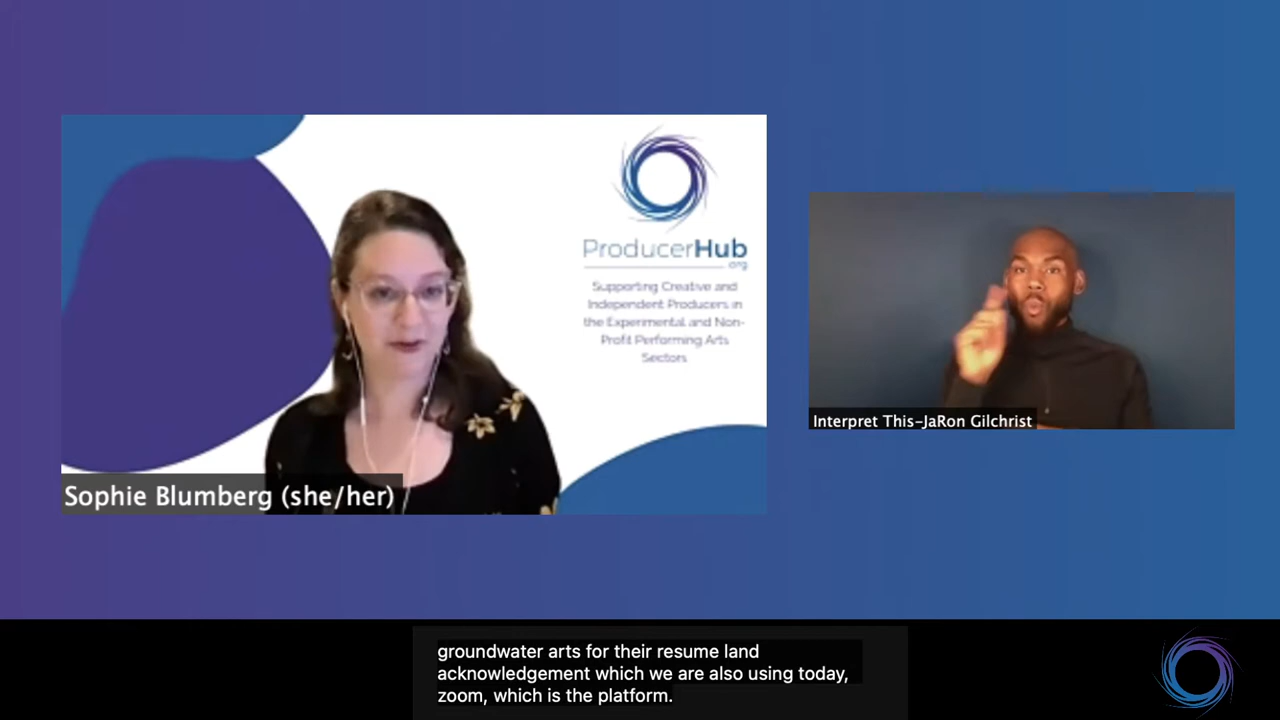 ProducerHub
.org
Supporting Creative and
Independent Producers in
the Experimental and Non-
Profit Performing Arts
Sectors
Sophie Blumberg (she/her)
Interpret This-JaRon Gilchrist
groundwater arts for their resume land
acknowledgement which we are also using today,
zoom, which is the platform.